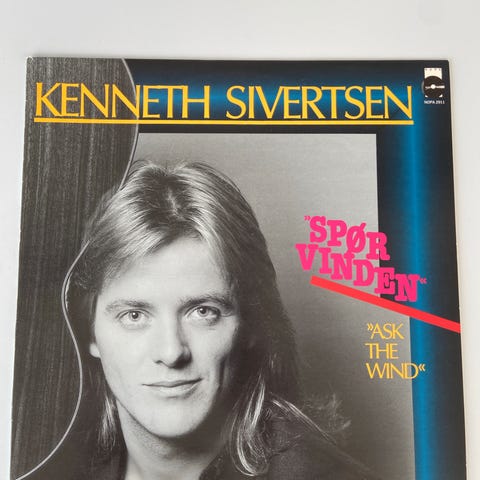 KENNETH SIVERTSEN
NOPA 2911
»SPØR
VINDEN«
»ASK
THE
WIND«